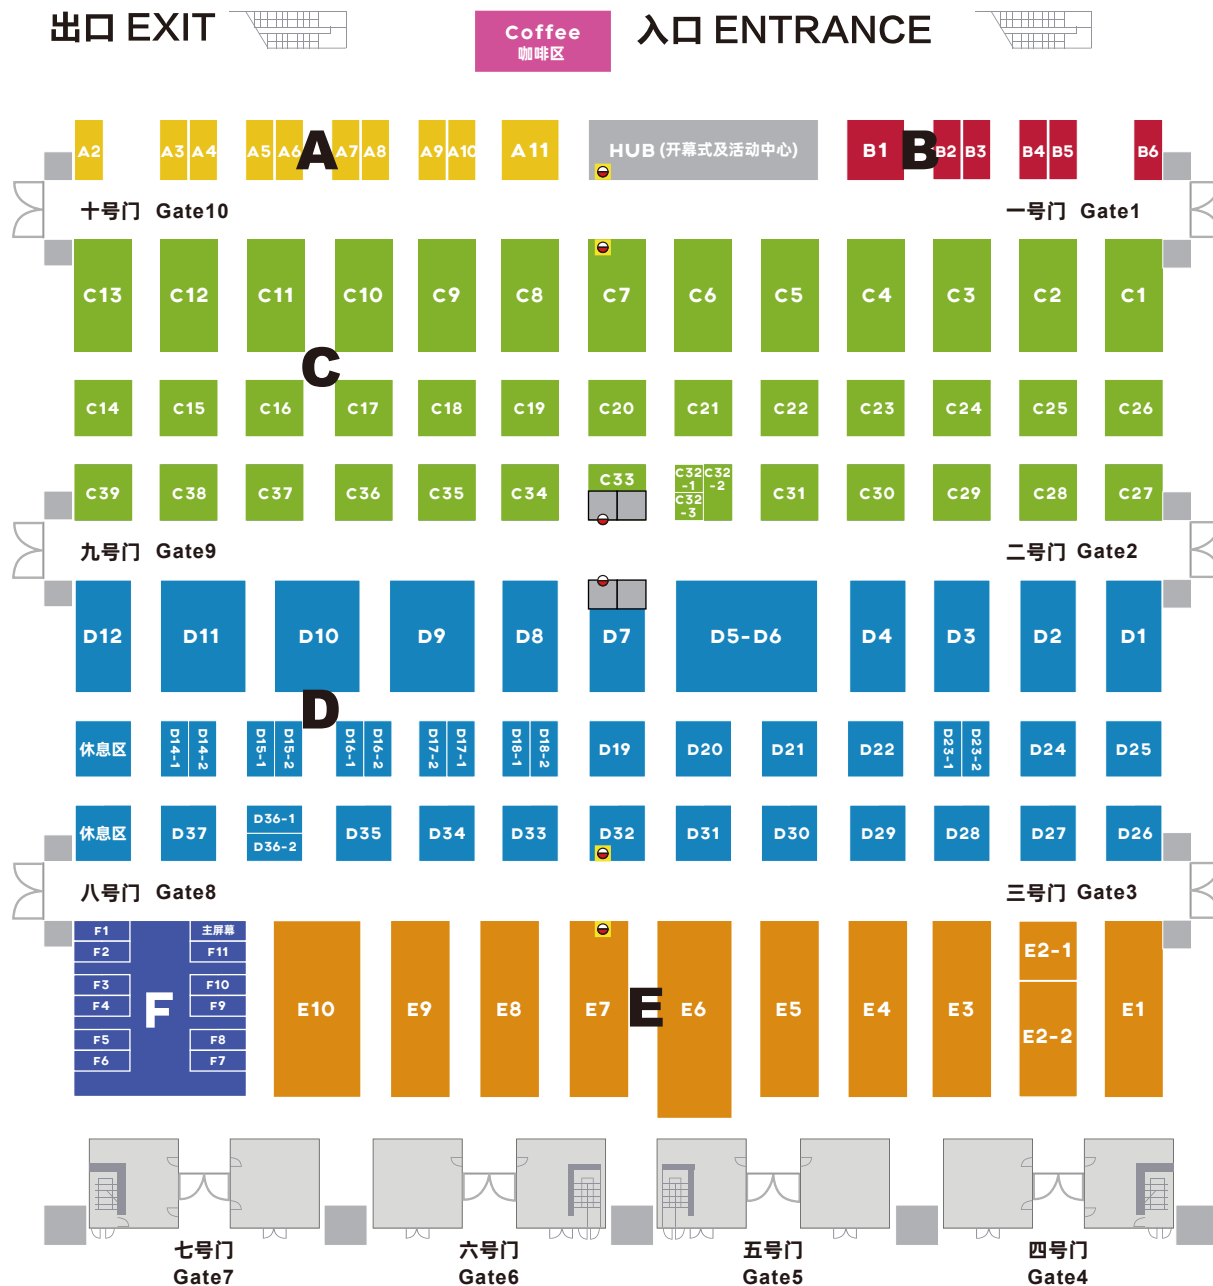 出口 EXIT
Coffee
咖啡区
入口 ENTRANCE
A2
A3
A4
A5
A6
A
A7
A8
A9
A10
A11
HUB (开幕式及活动中心)
B1
B
B2
B3
B4
B5
B6
十号门 Gate10
一号门 Gate1
C13
C12
C11
C10
C9
C8
C7
C6
C5
C4
C3
C2
C1
C
C14
C15
C16
C17
C18
C19
C20
C21
C22
C23
C24
C25
C26
C39
C38
C37
C36
C35
C34
C33
C32
-1
C32
-2
C32
-3
C31
C30
C29
C28
C27
九号门 Gate9
二号门 Gate2
D12
D11
D10
D9
D8
D7
D5-D6
D4
D3
D2
D1
D
休息区
D14-1
D14-2
D15-1
D15-2
D16-1
D16-2
D17-2
D17-1
D18-1
D18-2
D19
D20
D21
D22
D23-1
D23-2
D24
D25
休息区
D37
D36-1
D36-2
D35
D34
D33
D32
D31
D30
D29
D28
D27
D26
八号门 Gate8
三号门 Gate3
F1
F2
F3
F4
F5
F6
F
主屏幕
F11
F10
F9
F8
F7
E10
E9
E8
E7
E
E6
E5
E4
E3
E2-1
E2-2
E1
七号门
Gate7
六号门
Gate6
五号门
Gate5
四号门
Gate4